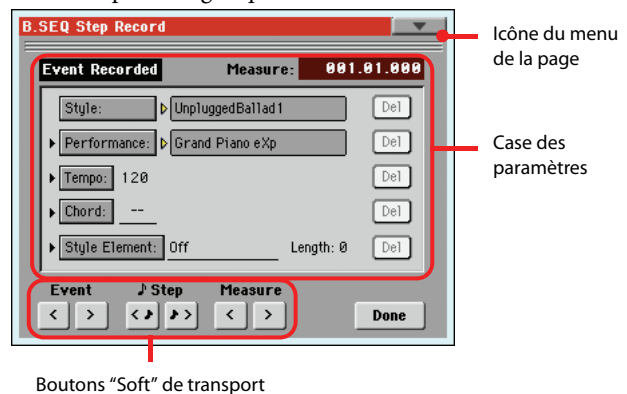 B.SEQ Step Record
Icône du menu
de la page
Event Recorded Measure: 001.01.000
Style: UnpluggedBallad1 Del
Performance: Grand Piano eXp Del
Case des
paramètres
Tempo: 120 Del
Chord: -- Del
Style Element: Off Length: 0 Del
Event ♪Step Measure
< > <♪ ♪> < > Done
Boutons “Soft” de transport